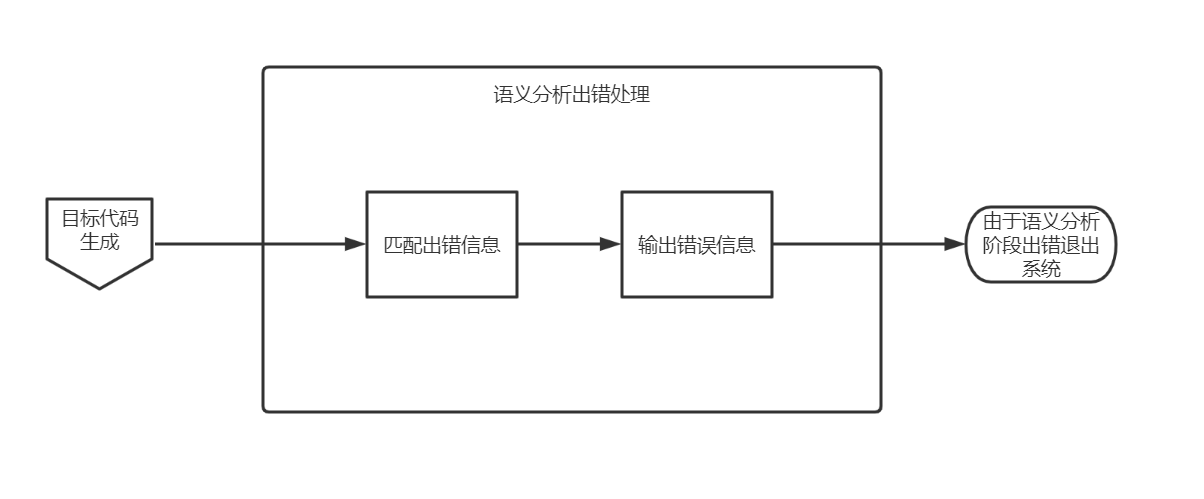 语义分析出错处理
目标代码
生成
匹配出错信息
输出错误信息
由于语义分析
阶段出错退出
系统